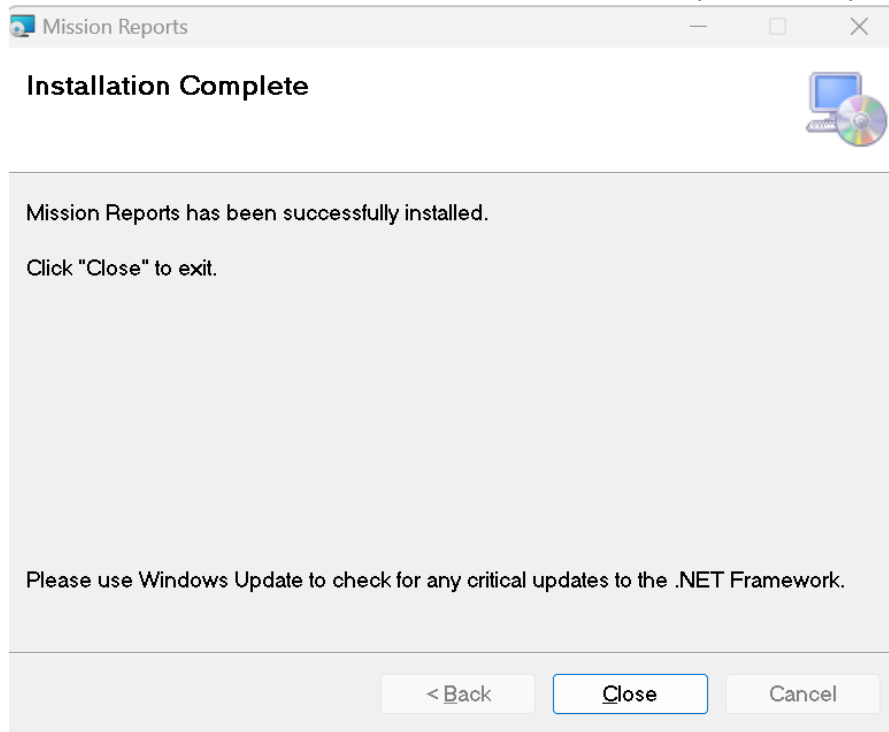 Mission Reports
Installation Complete
Mission Reports has been successfully installed.
Click "Close" to exit.
Please use Windows Update to check for any critical updates to the .NET Framework.
< Back
Close
Cancel